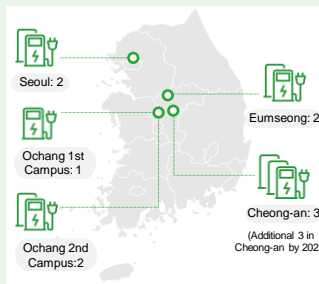 Seoul: 2
Ochang 1st
Campus: 1
Ochang 2nd
Campus:2
Eumseong: 2
Cheong-an: 3
(Additional 3 in
Cheong-an by